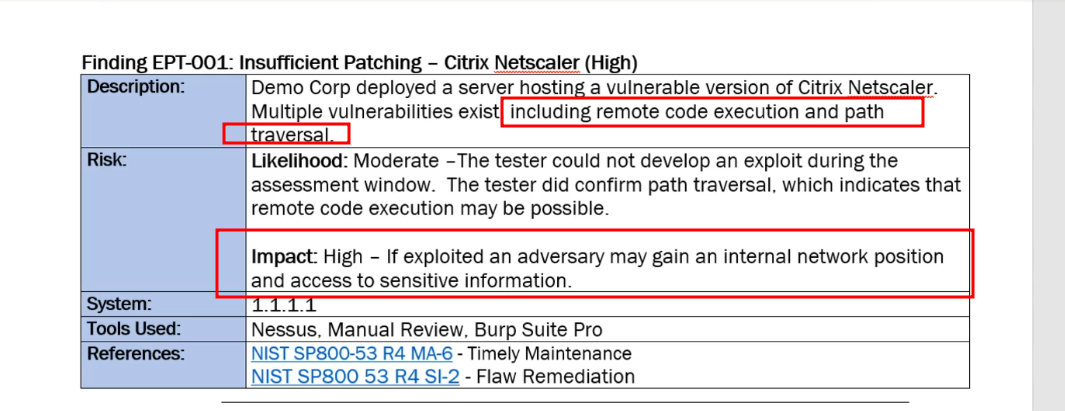 Finding EPT-001: Insufficient Patching – Citrix Netscaler (High)
Description: Demo Corp deployed a server hosting a vulnerable version of Citrix Netscaler.
Multiple vulnerabilities exist, including remote code execution and path
traversal.
Risk: Likelihood: Moderate –The tester could not develop an exploit during the
assessment window. The tester did confirm path traversal, which indicates that
remote code execution may be possible.
Impact: High – If exploited an adversary may gain an internal network position
and access to sensitive information.
System: 1.1.1.1
Tools Used: Nessus, Manual Review, Burp Suite Pro
References: NIST SP800-53 R4 MA-6 - Timely Maintenance
NIST SP800 53 R4 SI-2 - Flaw Remediation